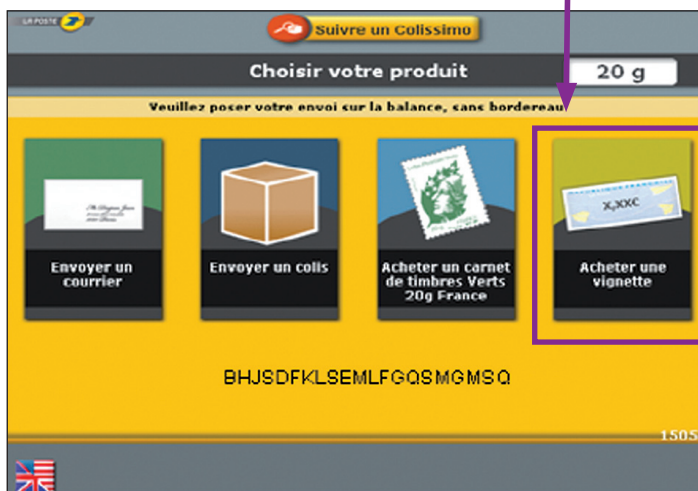 LA POSTE
Suivre un Colissimo
Choisir votre produit
20 g
Veuillez poser votre envoi sur la balance, sans bordereau
Envoyer un
courrier
Envoyer un colis
Acheter un carnet
de timbres Verts
20g France
X,XX€
Acheter une
vignette
BHJSDFKLSEMLFGQSMGMSQ
1505